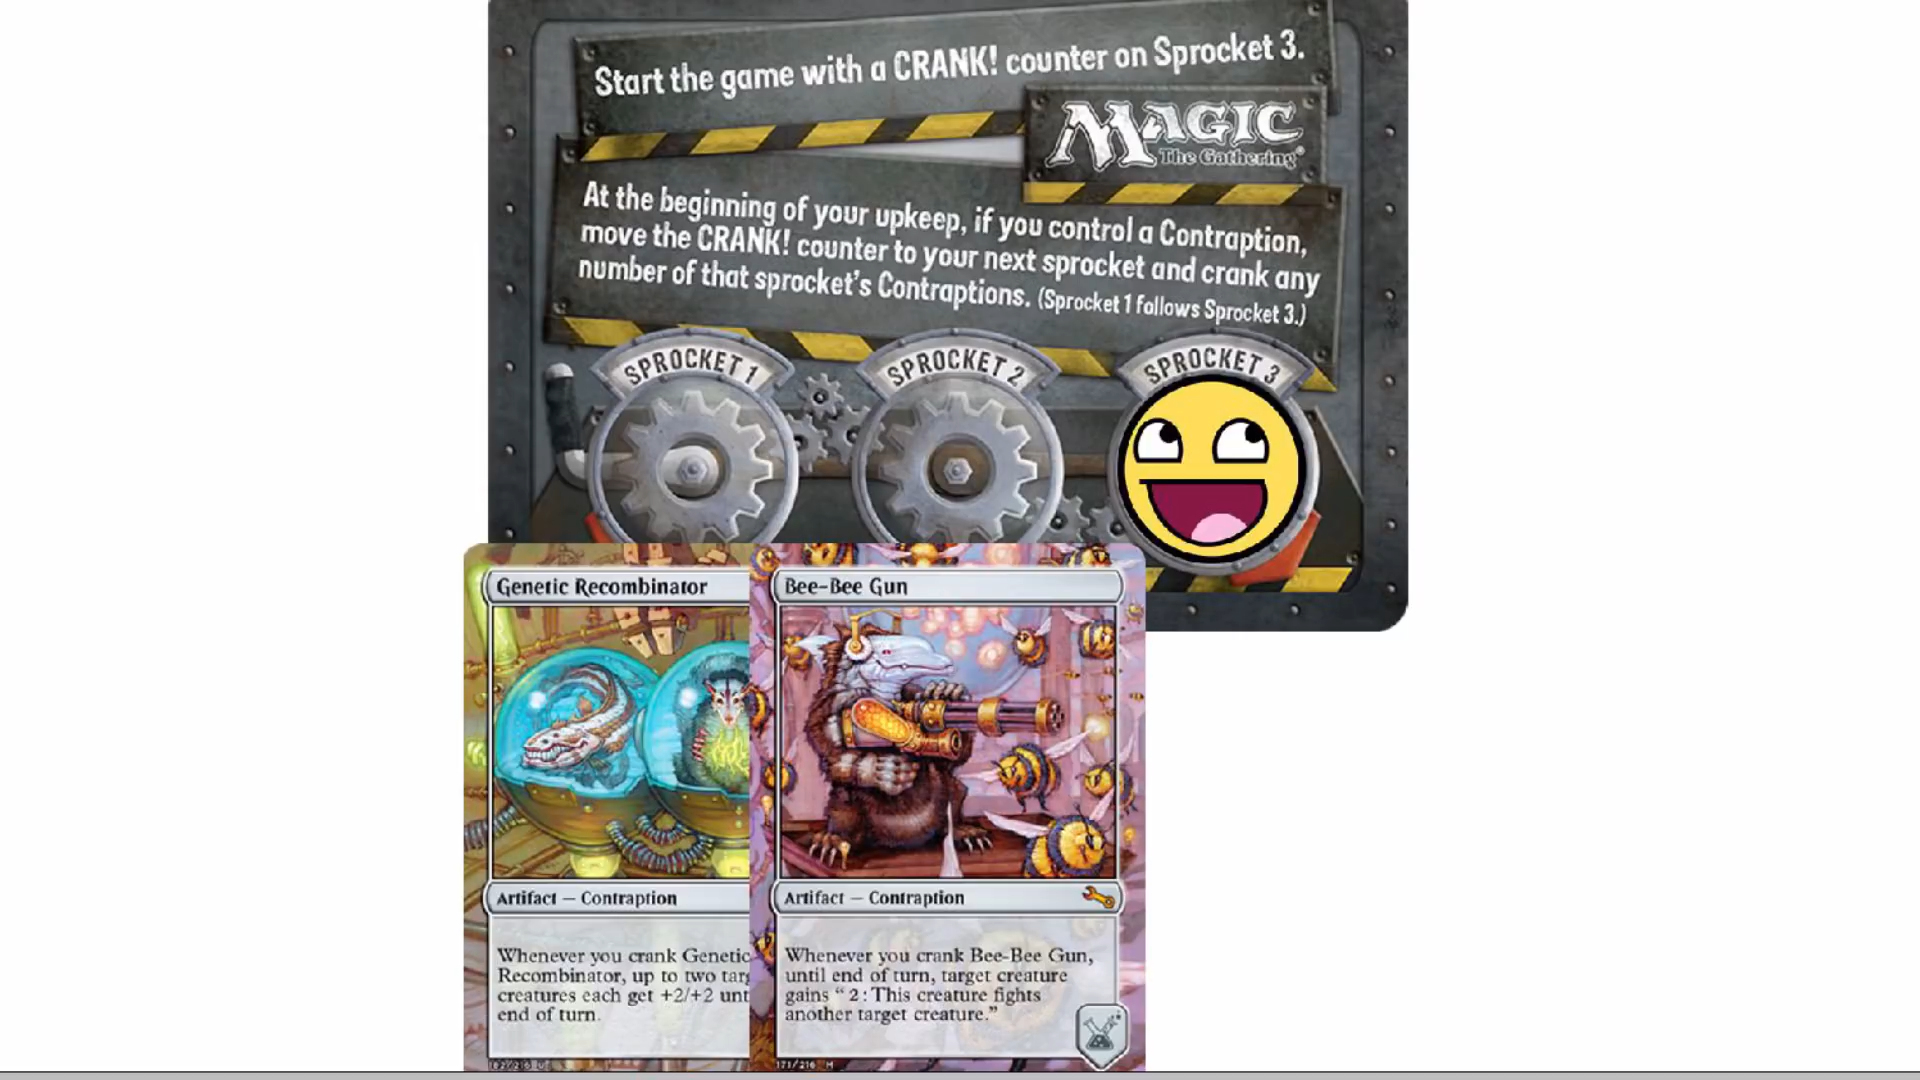 Start the game with a CRANK! counter on Sprocket 3.
MAGIC
The Gathering®
At the beginning of your upkeep, if you control a Contraption,
move the CRANK! counter to your next sprocket and crank any
number of that sprocket's Contraptions. (Sprocket 1 follows Sprocket 3.)
SPROCKET 1
SPROCKET 2
SPROCKET 3
Genetic Recombinator
Artifact — Contraption
Whenever you crank Genetic
Recombinator, up to two
creatures each get +2/+2
end of turn.
Bee-Bee Gun
Artifact — Contraption
Whenever you crank Bee-Bee Gun,
until end of turn, target creature
gains “ 2: This creature fights
another target creature.”
171/216 M